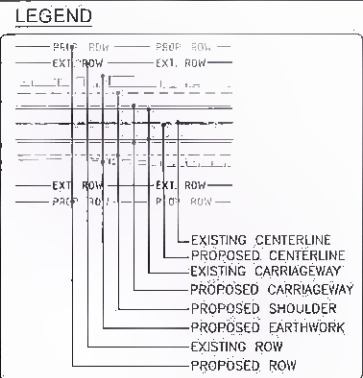 LEGEND
PROP ROW PROP ROW
EXT. ROW EXT. ROW
EXT ROW EXT. ROW
PROP ROW PROP ROW
EXISTING CENTERLINE
PROPOSED CENTERLINE
EXISTING CARRIAGEWAY
PROPOSED CARRIAGEWAY
PROPOSED SHOULDER
PROPOSED EARTHWORK
EXISTING ROW
PROPOSED ROW